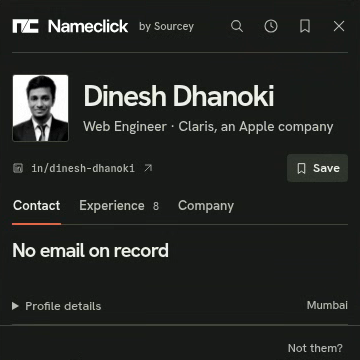 Nameclick by Sourcey
Dinesh Dhanoki
Web Engineer · Claris, an Apple company
in/dinesh-dhanoki
Save
Contact Experience 8 Company
No email on record
Profile details
Mumbai
Not them?